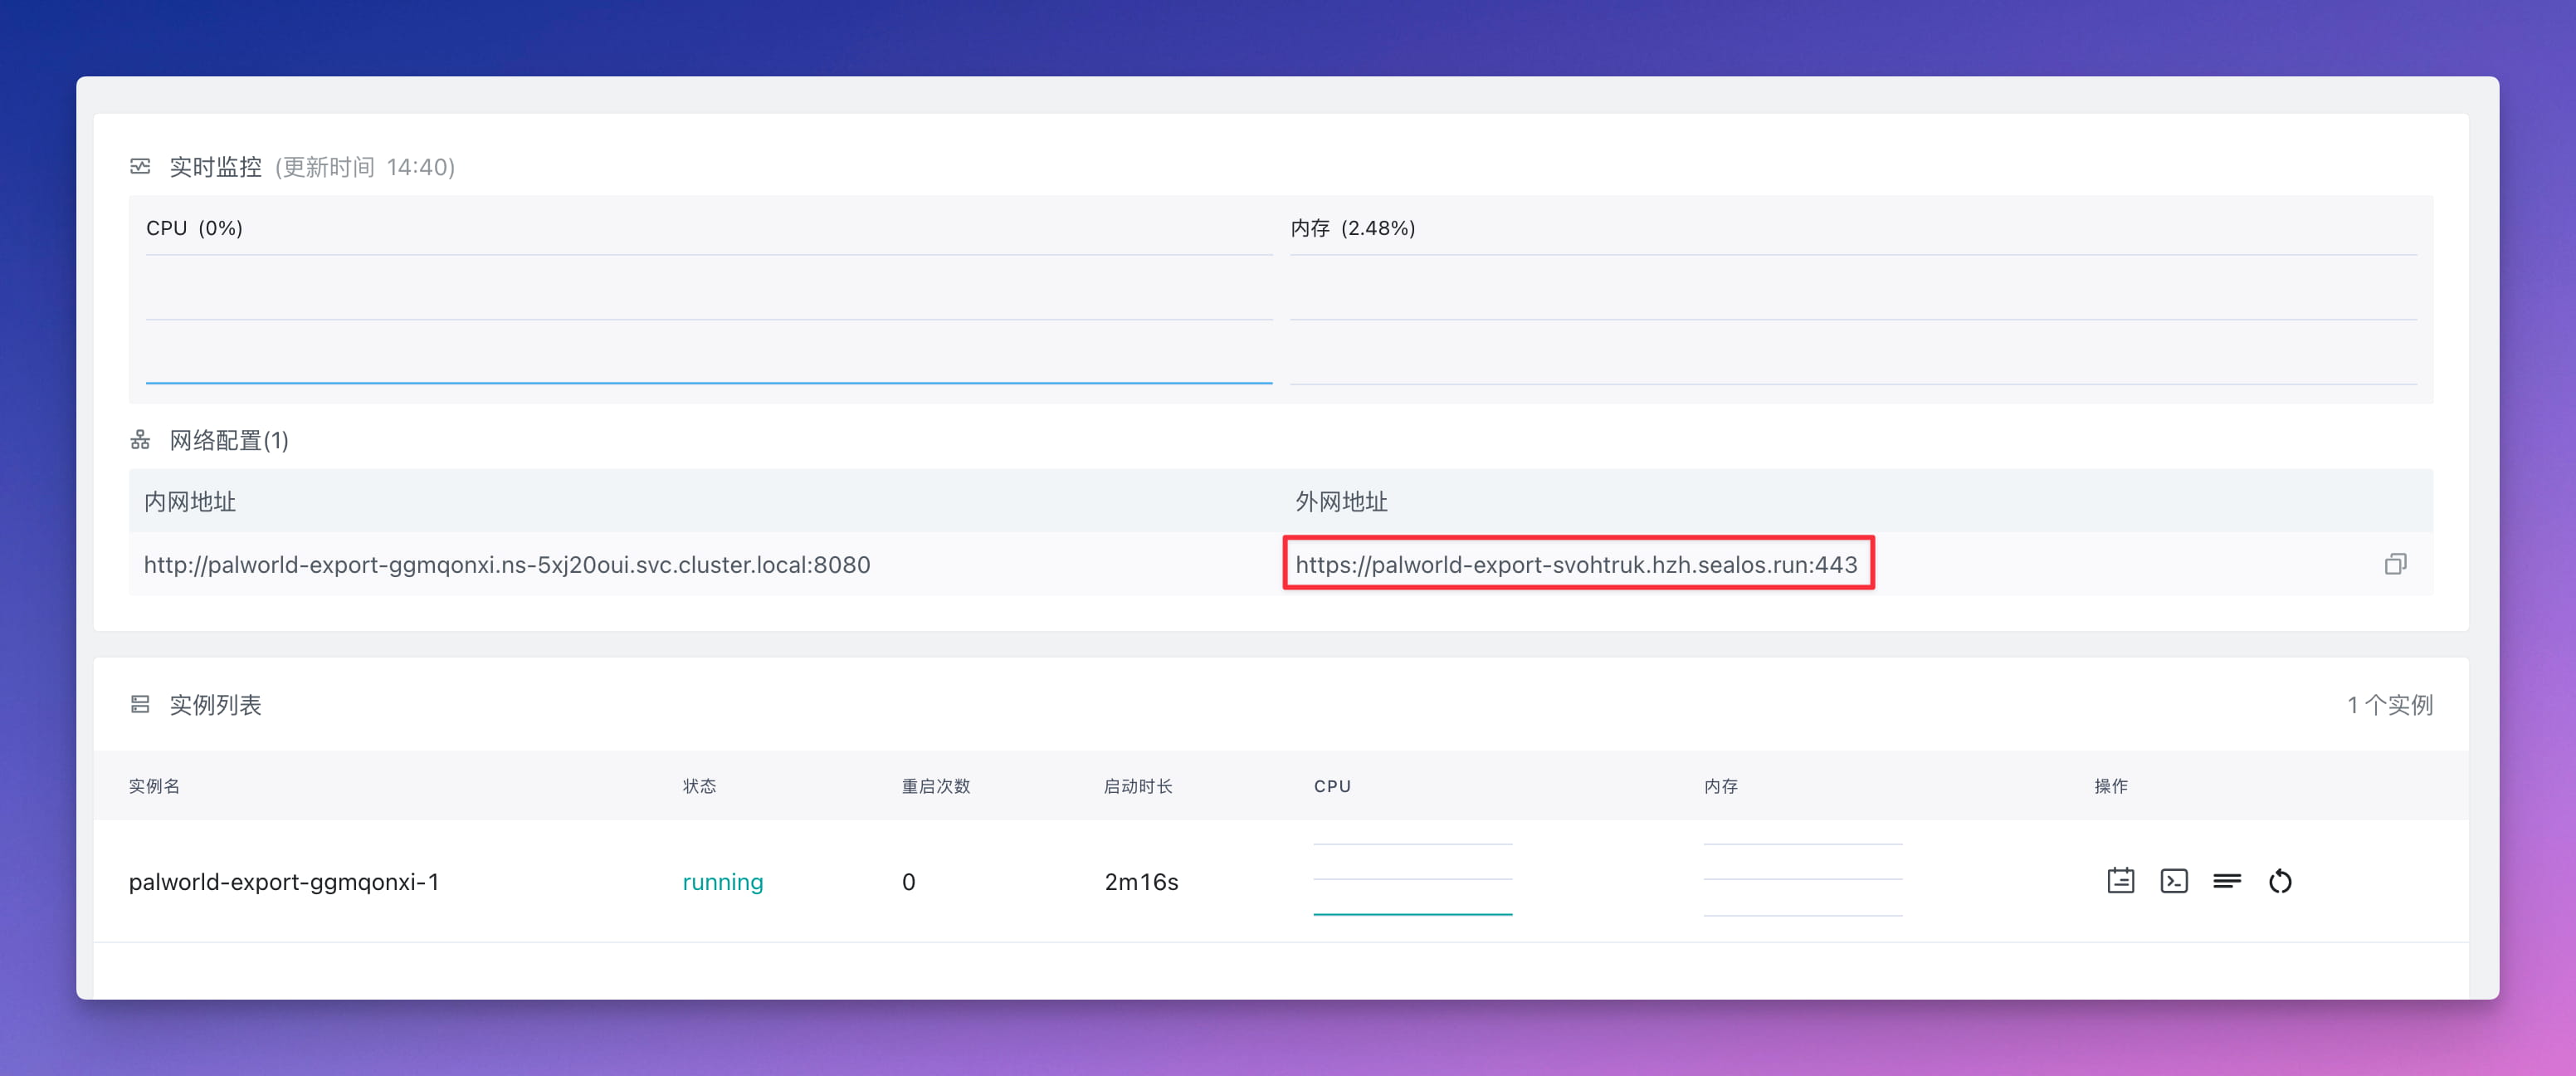 实时监控 (更新时间 14:40)
CPU (0%)
内存 (2.48%)
网络配置(1)
内网地址
外网地址
http://palworld-export-ggmqonxi.ns-5xj20oui.svc.cluster.local:8080
https://palworld-export-svohtruk.hzh.sealos.run:443
实例列表
1 个实例
实例名 状态 重启次数 启动时长 CPU 内存 操作
palworld-export-ggmqonxi-1 running 0 2m16s